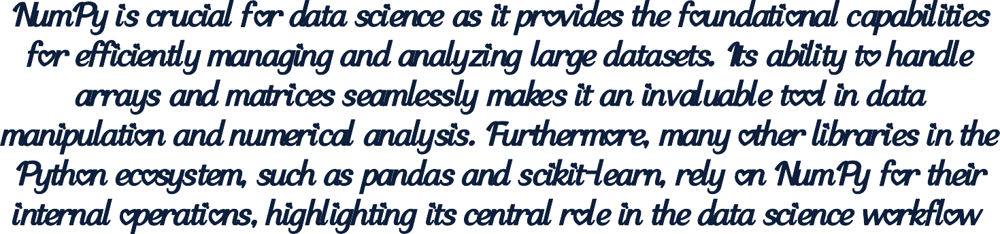 NumPy is crucial for data science as it provides the foundational capabilities
for efficiently managing and analyzing large datasets. Its ability to handle
arrays and matrices seamlessly makes it an invaluable tool in data
manipulation and numerical analysis. Furthermore, many other libraries in the
Python ecosystem, such as pandas and scikit-learn, rely on NumPy for their
internal operations, highlighting its central role in the data science workflow